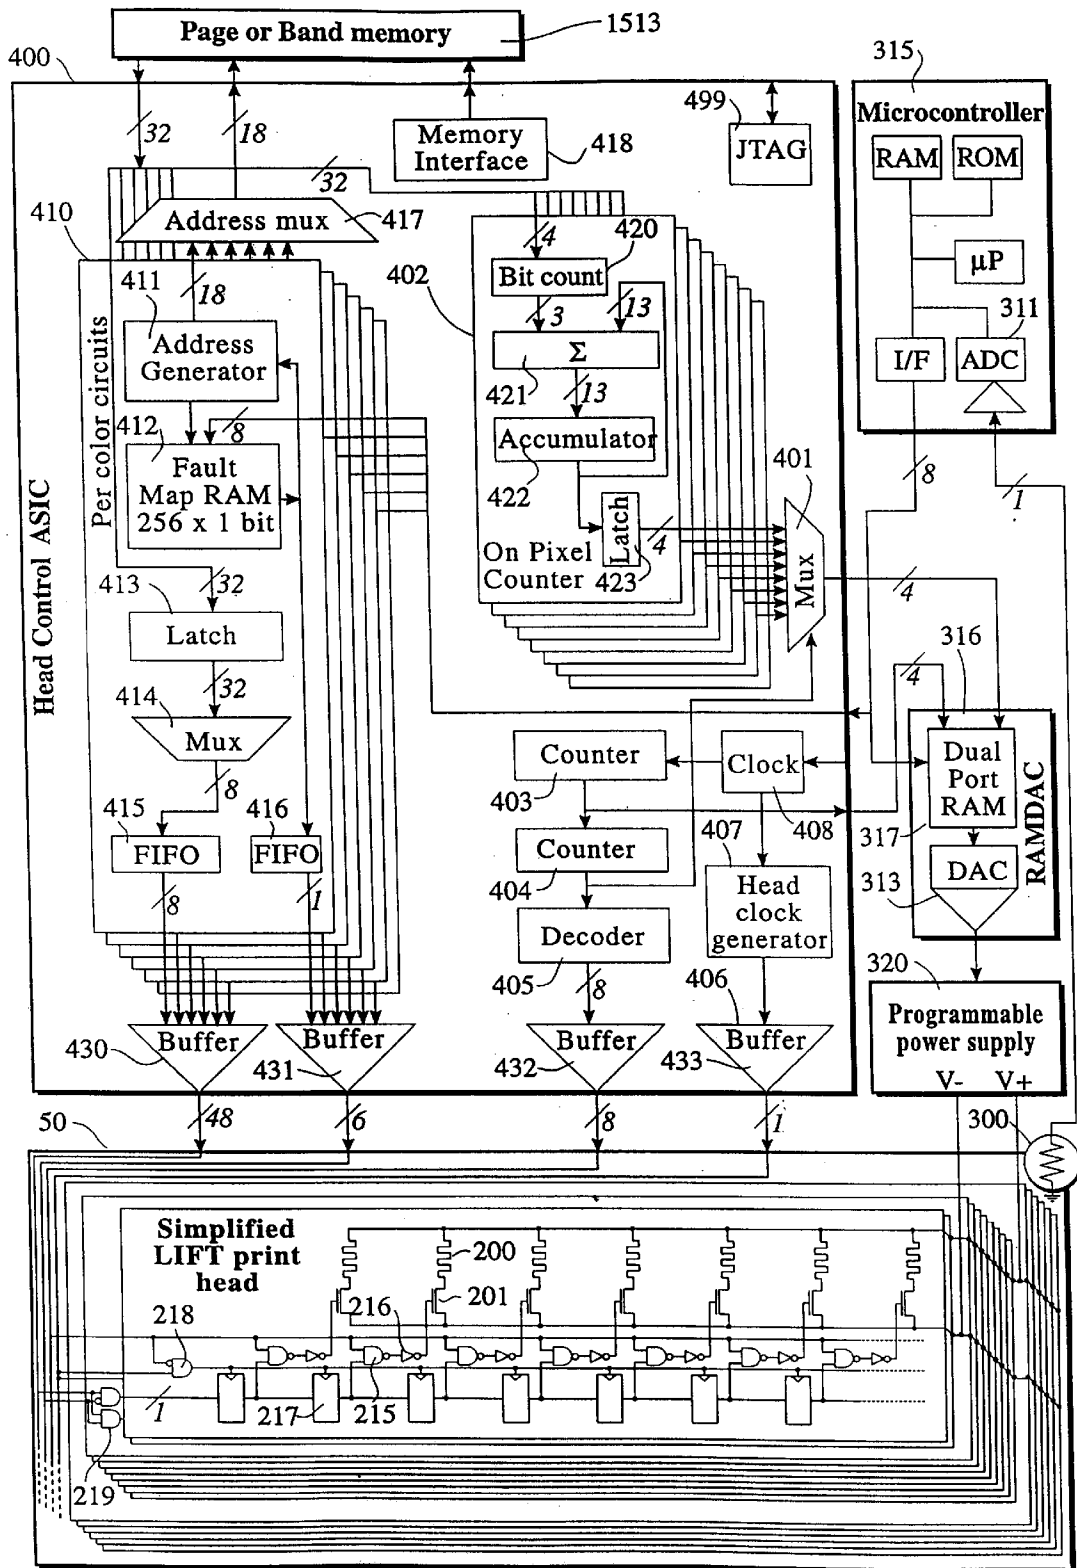 Page or Band memory
1513
400
32
18
Memory
Interface
418
499
JTAG
315
Microcontroller
RAM
ROM
µP
311
I/F
ADC
8
1
32
Address mux
417
410
411
18
Address
Generator
Per color circuits
412
8
Fault
Map RAM
256 x 1 bit
Head Control ASIC
413
32
Latch
32
414
Mux
8
415
416
FIFO
FIFO
8
1
402
4
420
Bit count
3
13
Σ
421
13
Accumulator
422
Latch
4
On Pixel
Counter
423
401
Mux
4
316
4
Dual
Port
RAM
317
RAMDAC
DAC
313
Counter
403
Clock
408
407
Counter
404
Head
clock
generator
Decoder
405
8
406
320
Programmable
power supply
V-
V+
Buffer
430
Buffer
431
Buffer
432
Buffer
433
48
6
8
1
50
300
Simplified
LIFT print
head
200
201
218
216
1
217
215
219